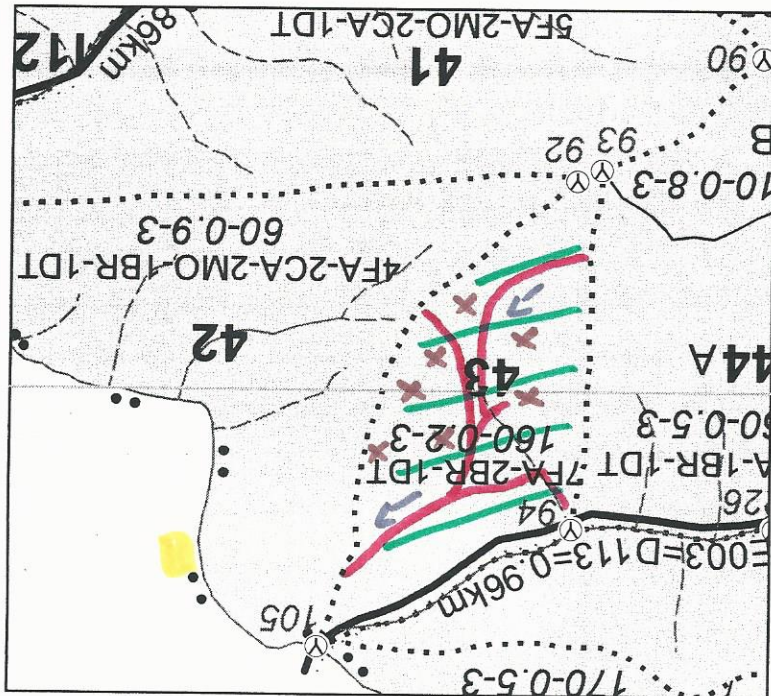 170-0.5-3
105
E003=D113=0.96km
26
94
A-1BR-1DT
7FA-2BR-1DT
60-0.5-3
160-0.2-3
44 A
43
42
4FA-2CA-2MO-1BR-1DT
60-0.9-3
10-0.8-3
B
93
92
90
41
5FA-2MO-2CA-1DT
86km
112